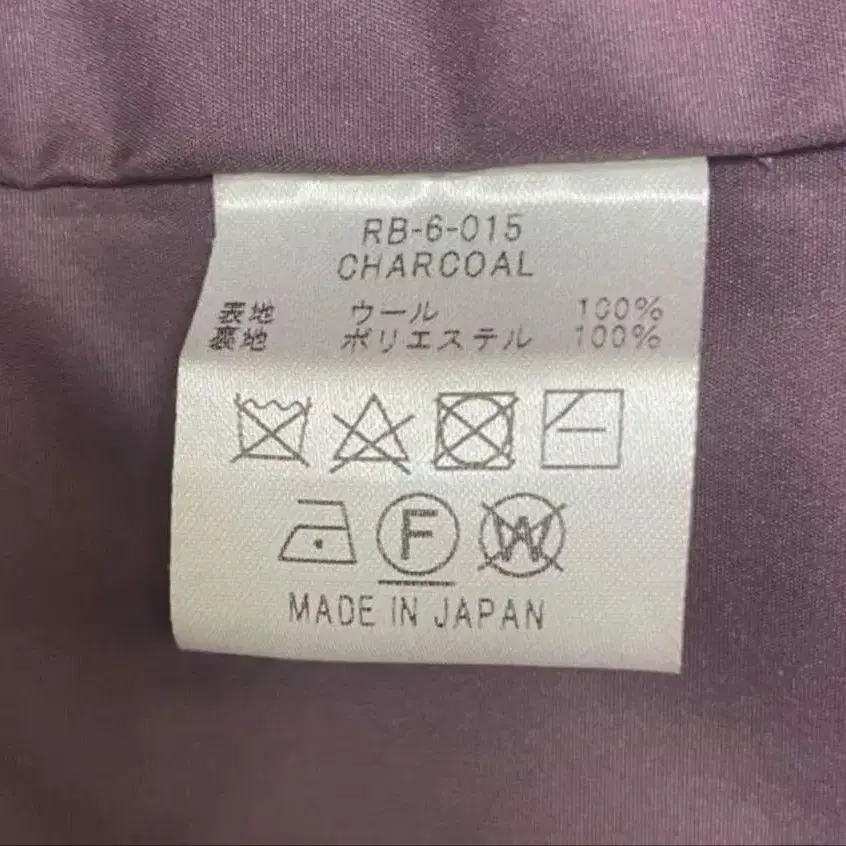 RB-6-015
CHARCOAL
表地 ウール 100%
裏地 ポリエステル 100%
F W
MADE IN JAPAN